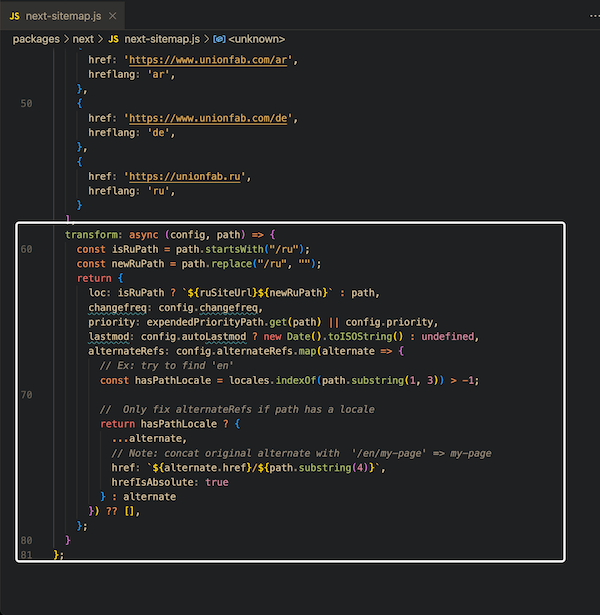 JS next-sitemap.js ×
packages > next > JS next-sitemap.js > <unknown>
href: 'https://www.unionfab.com/ar',
hreflang: 'ar',
},
50 {
href: 'https://www.unionfab.com/de',
hreflang: 'de',
},
{
href: 'https://unionfab.ru',
hreflang: 'ru',
}
],
transform: async (config, path) => {
60 const isRuPath = path.startsWith("/ru");
const newRuPath = path.replace("/ru", "");
return {
loc: isRuPath ? `${ruSiteUrl}${newRuPath}` : path,
changefreq: config.changefreq,
priority: expendedPriorityPath.get(path) || config.priority,
lastmod: config.autoLastmod ? new Date().toISOString() : undefined,
alternateRefs: config.alternateRefs.map(alternate => {
// Ex: try to find 'en'
const hasPathLocale = locales.indexOf(path.substring(1, 3)) > -1;
70
//  Only fix alternateRefs if path has a locale
return hasPathLocale ? {
...alternate,
// Note: concat original alternate with  '/en/my-page' => my-page
href: `${alternate.href}/${path.substring(4)}`,
hrefIsAbsolute: true
} : alternate
}) ?? [],
};
80 }
81 };